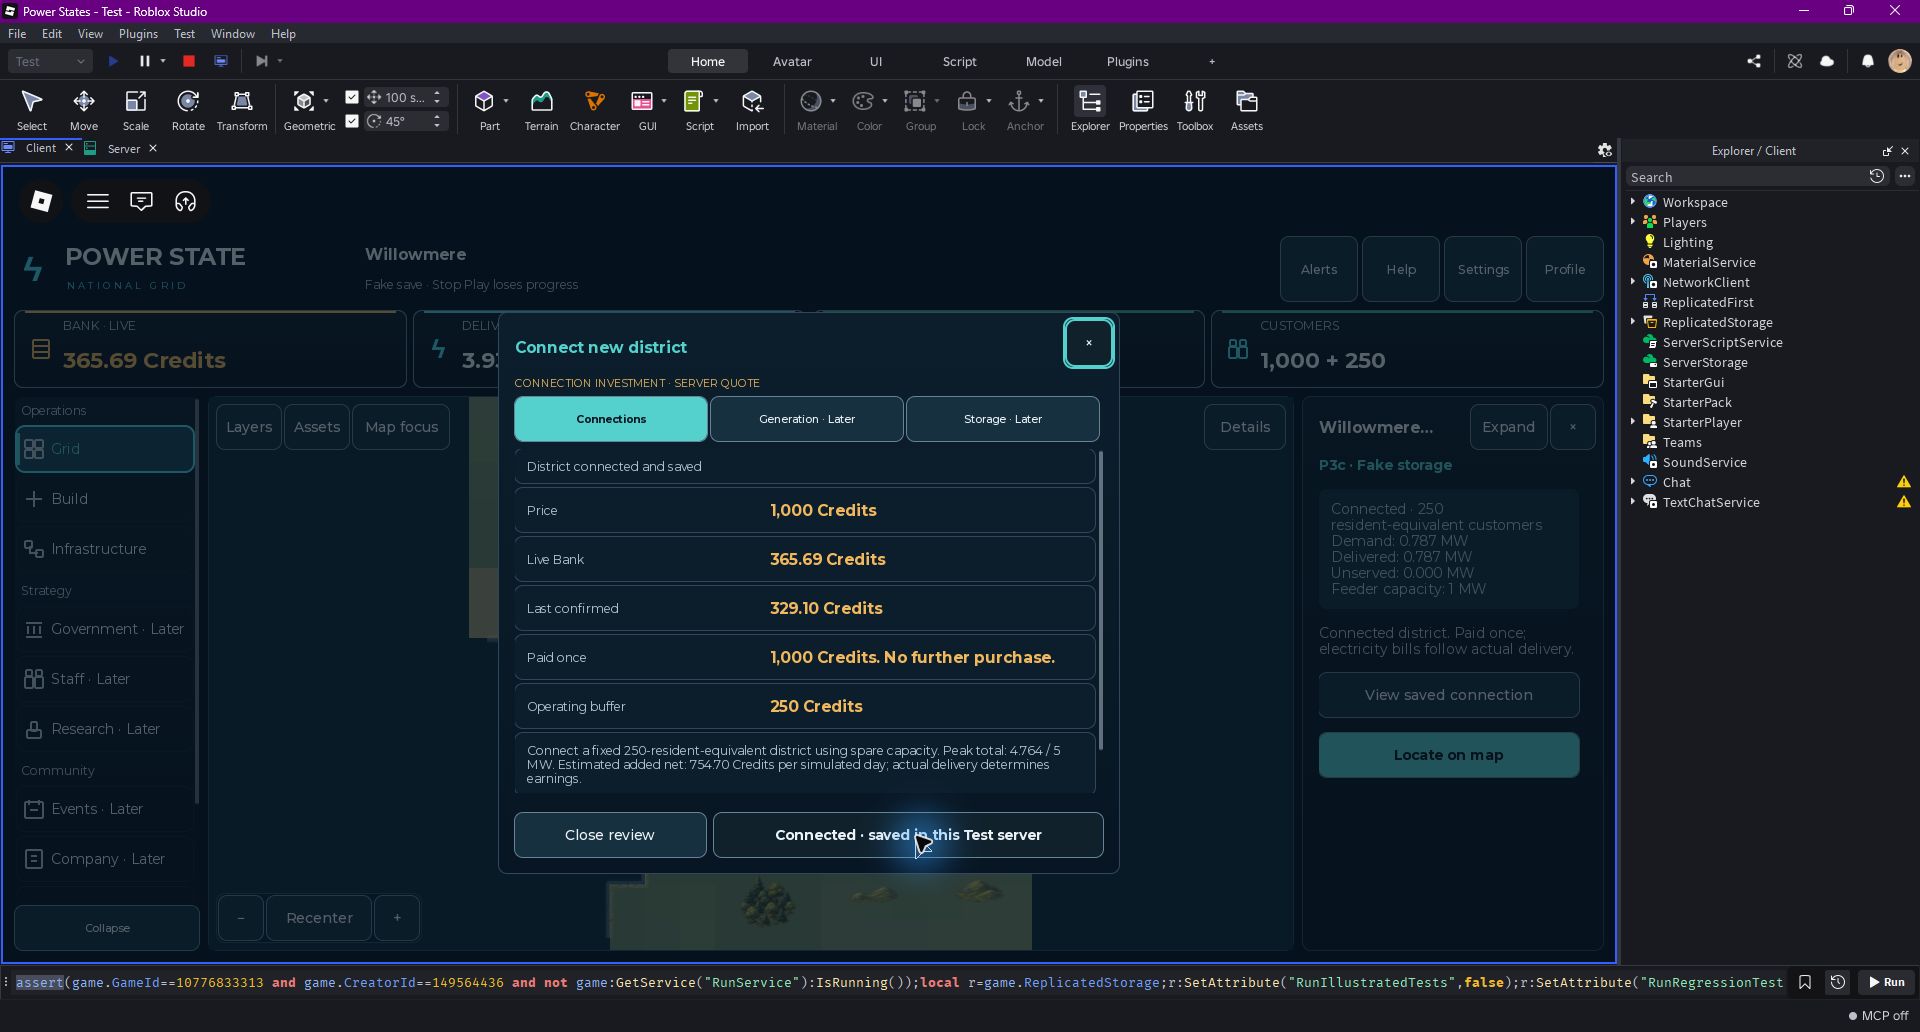 Power States - Test - Roblox Studio
File Edit View Plugins Test Window Help
Test
Home Avatar UI Script Model Plugins +
Select Move Scale Rotate Transform Geometric
100 s...
45°
Part Terrain Character GUI Script Import Material Color Group Lock Anchor Explorer Properties Toolbox Assets
Client × Server ×
POWER STATE
NATIONAL GRID
Willowmere
Fake save · Stop Play loses progress
Alerts Help Settings Profile
BANK · LIVE
365.69 Credits
DELIV
3.93
CUSTOMERS
1,000 + 250
Operations
Grid
Build
Infrastructure
Strategy
Government · Later
Staff · Later
Research · Later
Community
Events · Later
Company · Later
Collapse
Layers Assets Map focus
Details
- Recenter +
Connect new district
×
CONNECTION INVESTMENT · SERVER QUOTE
Connections Generation · Later Storage · Later
District connected and saved
Price 1,000 Credits
Live Bank 365.69 Credits
Last confirmed 329.10 Credits
Paid once 1,000 Credits. No further purchase.
Operating buffer 250 Credits
Connect a fixed 250-resident-equivalent district using spare capacity. Peak total: 4.764 / 5
MW. Estimated added net: 754.70 Credits per simulated day; actual delivery determines
earnings.
Close review
Connected · saved in this Test server
Willowmere... Expand ×
P3c · Fake storage
Connected · 250
resident-equivalent customers
Demand: 0.787 MW
Delivered: 0.787 MW
Unserved: 0.000 MW
Feeder capacity: 1 MW
Connected district. Paid once;
electricity bills follow actual delivery.
View saved connection
Locate on map
Explorer / Client
Search
Workspace
Players
Lighting
MaterialService
NetworkClient
ReplicatedFirst
ReplicatedStorage
ServerScriptService
ServerStorage
StarterGui
StarterPack
StarterPlayer
Teams
SoundService
Chat
TextChatService
assert(game.GameId==10776833313 and game.CreatorId==149564436 and not game:GetService("RunService"):IsRunning());local r=game.ReplicatedStorage;r:SetAttribute("RunIllustratedTests",false);r:SetAttribute("RunRegressionTest
Run
MCP off